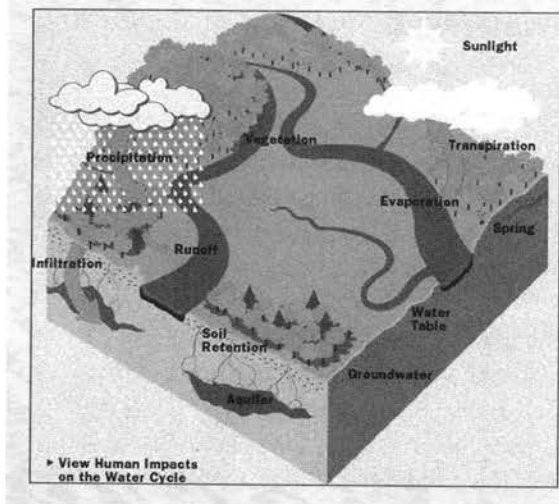 Sunlight
Vegetation
Transpiration
Precipitation
Evaporation
Spring
Runoff
Infiltration
Water
Table
Soil
Retention
Groundwater
Aquifer
▸ View Human Impacts
on the Water Cycle